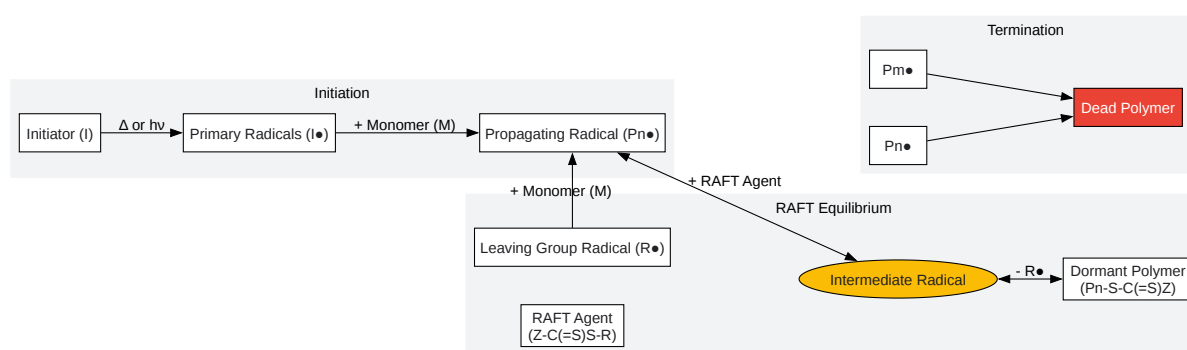 Termination
Pm●
Dead Polymer
Pn●
Initiation
Initiator (I)
Δ or hν
Primary Radicals (I●)
+ Monomer (M)
Propagating Radical (Pn●)
+ RAFT Agent
+ Monomer (M)
RAFT Equilibrium
Leaving Group Radical (R●)
Intermediate Radical
- R●
Dormant Polymer
(Pn-S-C(=S)Z)
RAFT Agent
(Z-C(=S)S-R)